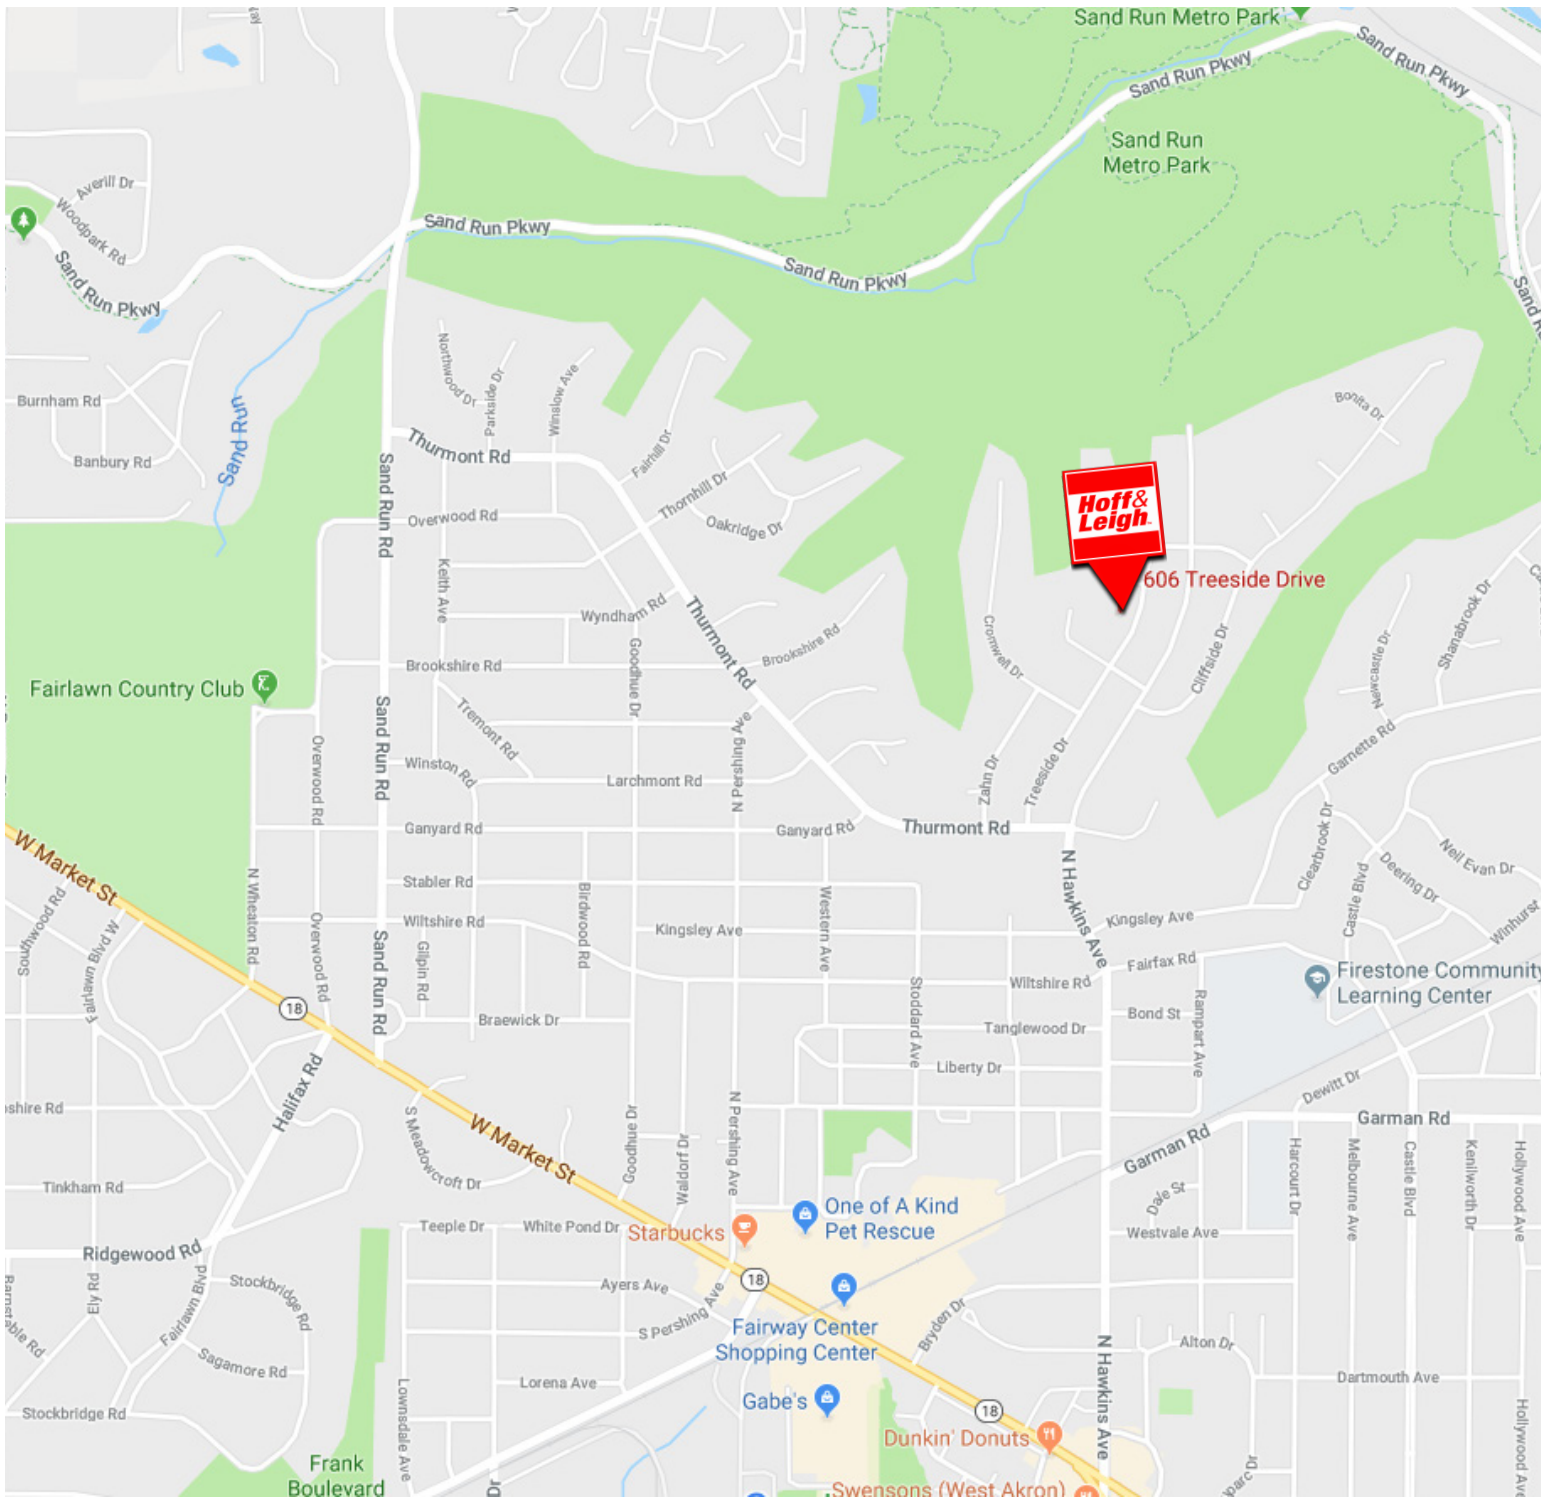 Sand Run Metro Park
Sand Run Pkwy
Sand Run Pkwy
Sand Run
Metro Park
Averill Dr
Woodpark Rd
Sand Run Pkwy
Sand Run Pkwy
Sand Run Pkwy
Northwood Dr
Parkside Dr
Winslow Ave
Burnham Rd
Banbury Rd
Sand Run
Thurmont Rd
Fairhill Dr
Thornhill Dr
Oakridge Dr
Bonita Dr
Sand Run Rd
Overwood Rd
Keith Ave
Hoff&
Leigh
606 Treeside Drive
Wyndham Rd
Thurmont Rd
Brookshire Rd
Brookshire Rd
Goodhue Dr
Cromwell Dr
Cliffside Dr
Newcastle Dr
Shanabrook Dr
Fairlawn Country Club
Sand Run Rd
Tremont Rd
Overwood Rd
Winston Rd
Larchmont Rd
N Pershing Ave
Zahn Dr
Treeside Dr
Garnette Rd
Ganyard Rd
Ganyard Rd
Thurmont Rd
Clearbrook Dr
Neil Evan Dr
Deering Dr
Castle Blvd
W Market St
Stabler Rd
N Wheaton Rd
Overwood Rd
Wiltshire Rd
Birdwood Rd
Kingsley Ave
Western Ave
N Hawkins Ave
Kingsley Ave
Winhurst
Southwood Rd
Fairlawn Blvd W
Sand Run Rd
Gilpin Rd
Wiltshire Rd
Fairfax Rd
Firestone Community
Learning Center
18
Braewick Dr
Stoddard Ave
Tanglewood Dr
Bond St
Rampart Ave
Liberty Dr
Halifax Rd
Dewitt Dr
Garman Rd
S Meadowcroft Dr
W Market St
Goodhue Dr
Waldorf Dr
N Pershing Ave
Garman Rd
Harcourt Dr
Melbourne Ave
Castle Blvd
Kenilworth Dr
Hollywood Ave
Tinkham Rd
Dale St
Westvale Ave
Teeple Dr
White Pond Dr
Starbucks
One of A Kind
Pet Rescue
Ridgewood Rd
Ely Rd
Fairlawn Blvd
Stockbridge Rd
Ayers Ave
18
S Pershing Ave
Fairway Center
Shopping Center
Bryden Dr
Barnstable Rd
Sagamore Rd
N Hawkins Ave
Alton Dr
Lorena Ave
Dartmouth Ave
Gabe's
Stockbridge Rd
Lownsdale Ave
18
Dunkin' Donuts
Hollywood Ave
Frank
Boulevard
Swensons (West Akron)